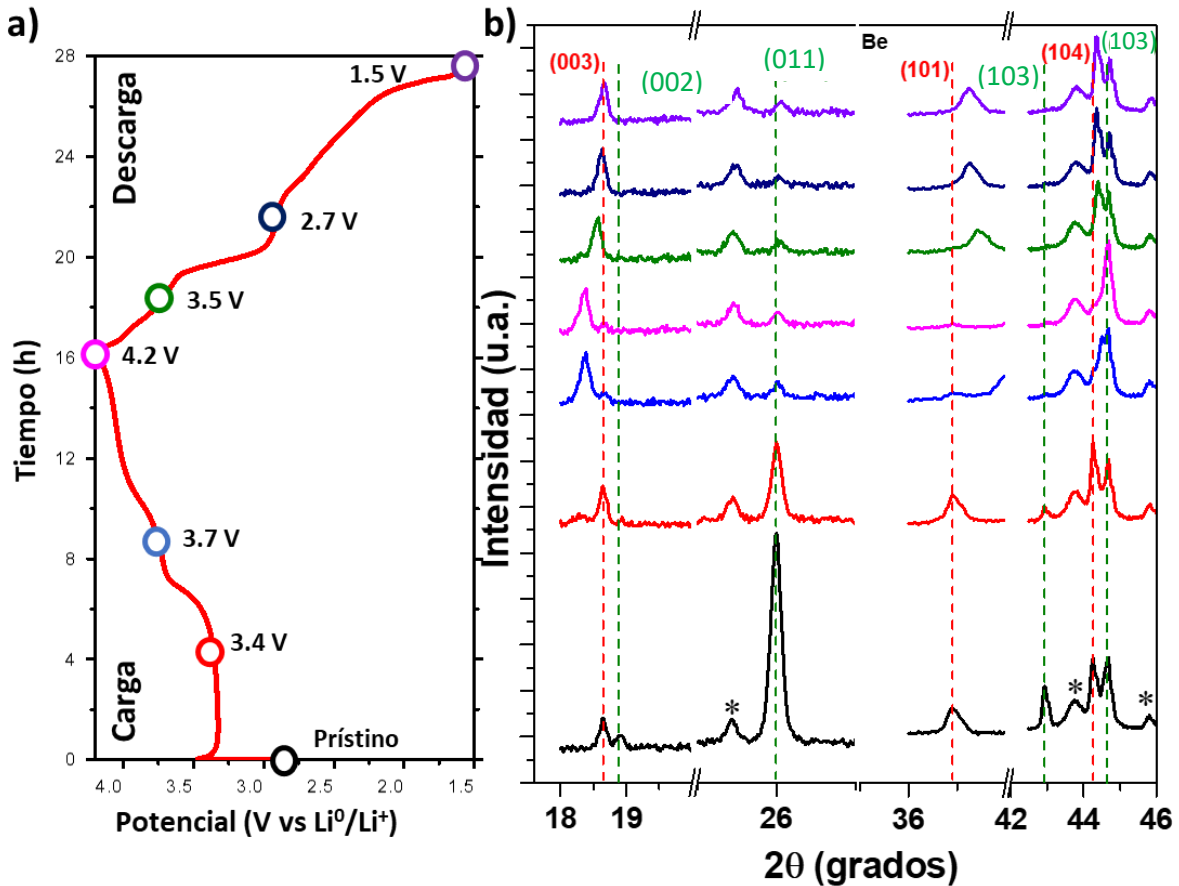 a)
28
24
20
16
12
8
4
0
Tiempo (h)
Descarga
Carga
1.5 V
2.7 V
3.5 V
4.2 V
3.7 V
3.4 V
Prístino
4.0 3.5 3.0 2.5 2.0 1.5
Potencial (V vs Li⁰/Li⁺)
b)
Intensidad (u.a.)
Be
(003) (002) (011) (101) (103) (104) (103)
* * *
18 19 26 36 42 42 44 46
2θ (grados)